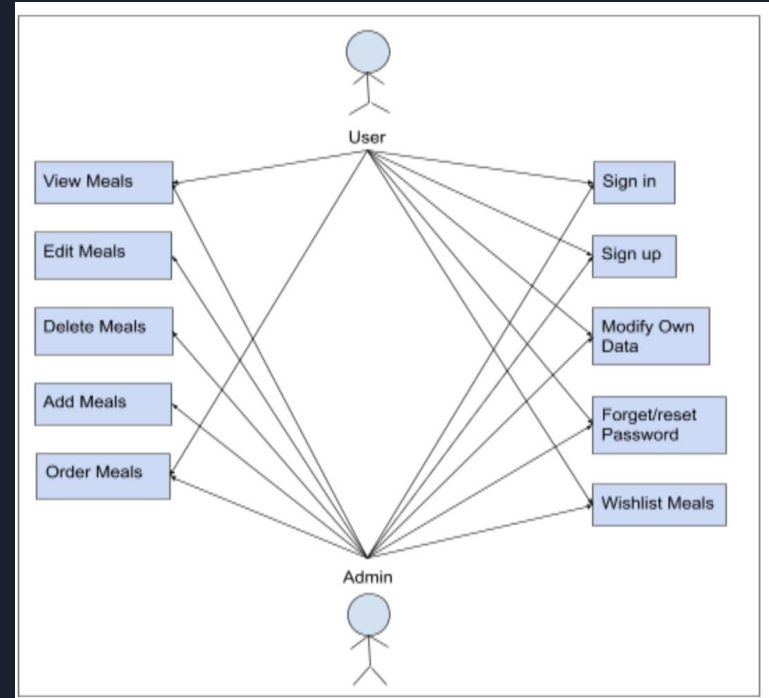 User
View Meals
Edit Meals
Delete Meals
Add Meals
Order Meals
Sign in
Sign up
Modify Own
Data
Forget/reset
Password
Wishlist Meals
Admin